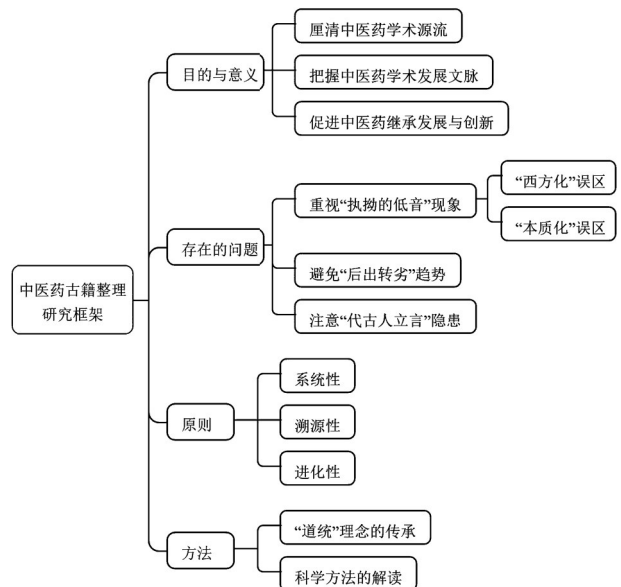 中医药古籍整理
研究框架
目的与意义
厘清中医药学术源流
把握中医药学术发展文脉
促进中医药继承发展与创新
存在的问题
重视“执拗的低音”现象
“西方化”误区
“本质化”误区
避免“后出转劣”趋势
注意“代古人立言”隐患
原则
系统性
溯源性
进化性
方法
“道统”理念的传承
科学方法的解读